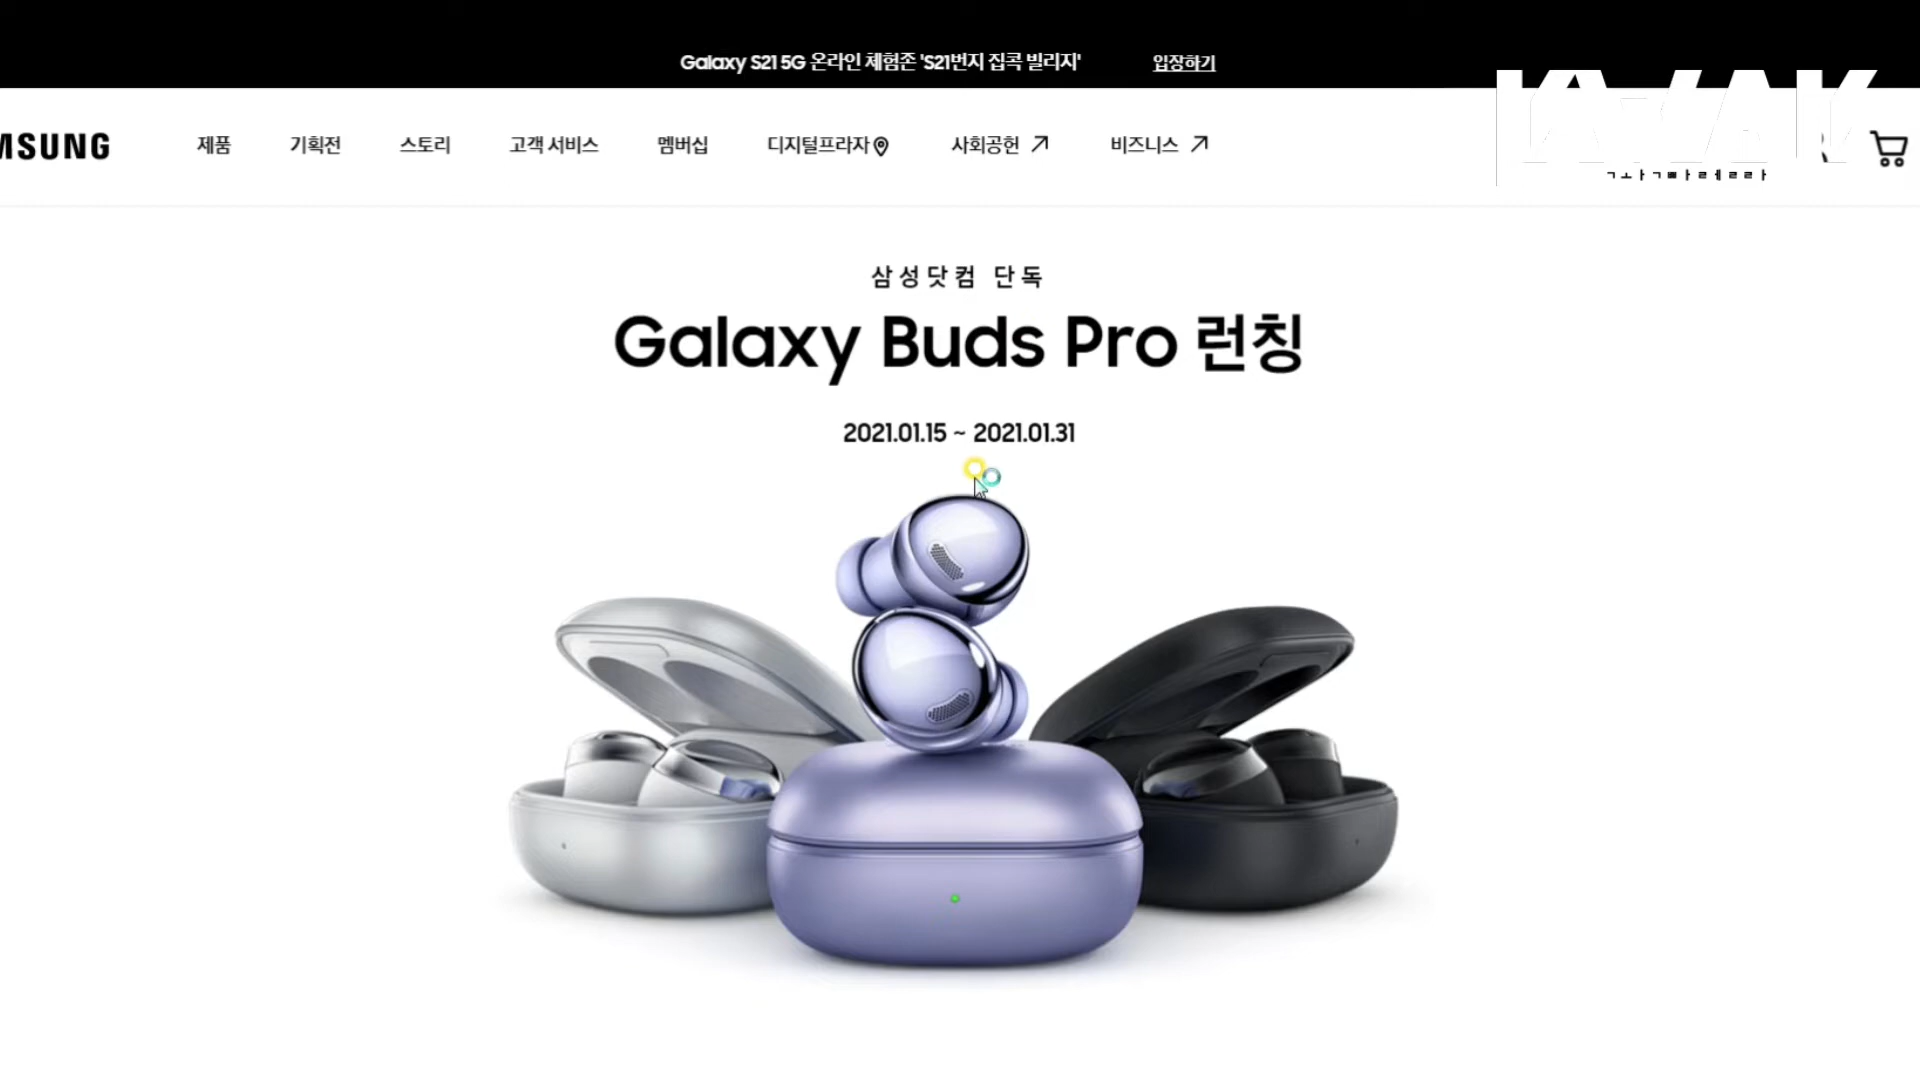 Galaxy S21 5G 온라인 체험존 'S21번지 집콕 빌리지' 입장하기
MSUNG 제품 기획전 스토리 고객 서비스 멤버십 디지털프라자 사회공헌 비즈니스
삼성닷컴 단독
Galaxy Buds Pro 런칭
2021.01.15 ~ 2021.01.31